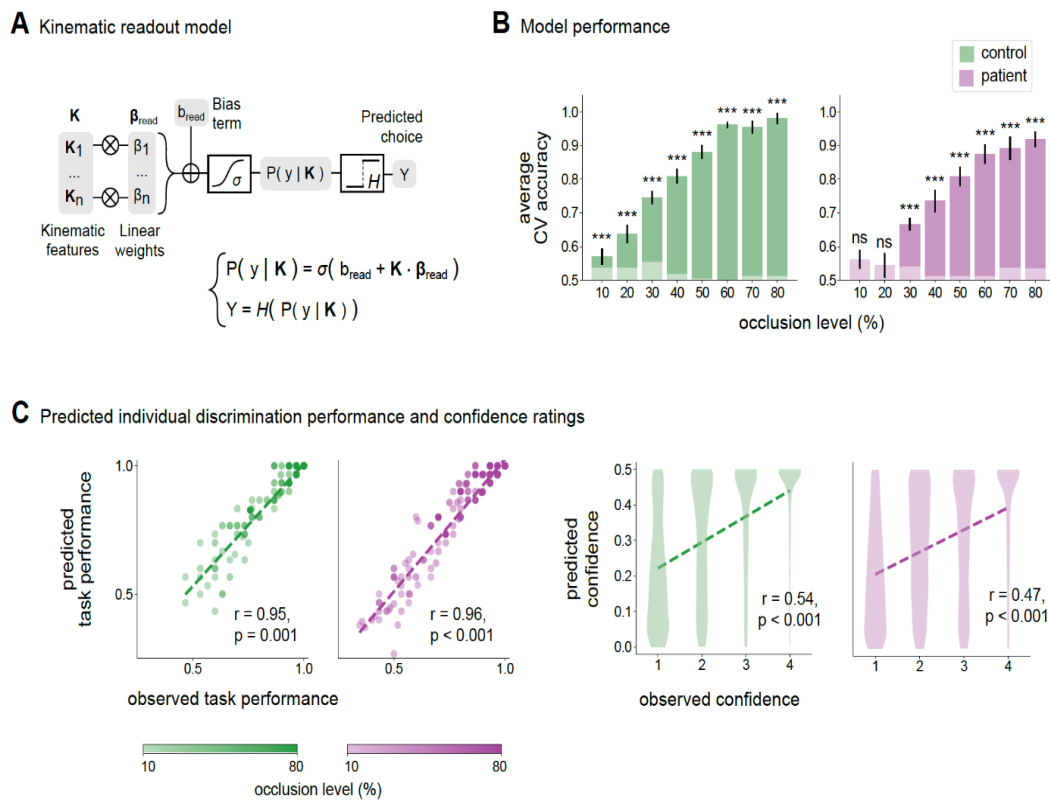 A Kinematic readout model
K
β_read
b_read
Bias
term
Predicted
choice
K1
β1
...
...
σ
P( y | K )
H
Y
Kn
βn
Kinematic
features
Linear
weights
P( y | K ) = σ( b_read + K · β_read )
Y = H( P( y | K ) )
B Model performance
control
patient
average
CV accuracy
1.0
0.9
0.8
0.7
0.6
0.5
*** *** *** *** *** *** *** ***
10 20 30 40 50 60 70 80
1.0
0.9
0.8
0.7
0.6
0.5
ns ns *** *** *** *** *** ***
10 20 30 40 50 60 70 80
occlusion level (%)
C Predicted individual discrimination performance and confidence ratings
predicted
task performance
1.0
0.5
r = 0.95,
p = 0.001
0.5 1.0
r = 0.96,
p < 0.001
0.5 1.0
observed task performance
10 80
10 80
occlusion level (%)
predicted
confidence
0.5
0.4
0.3
0.2
0.1
0.0
r = 0.54,
p < 0.001
1 2 3 4
r = 0.47,
p < 0.001
1 2 3 4
observed confidence